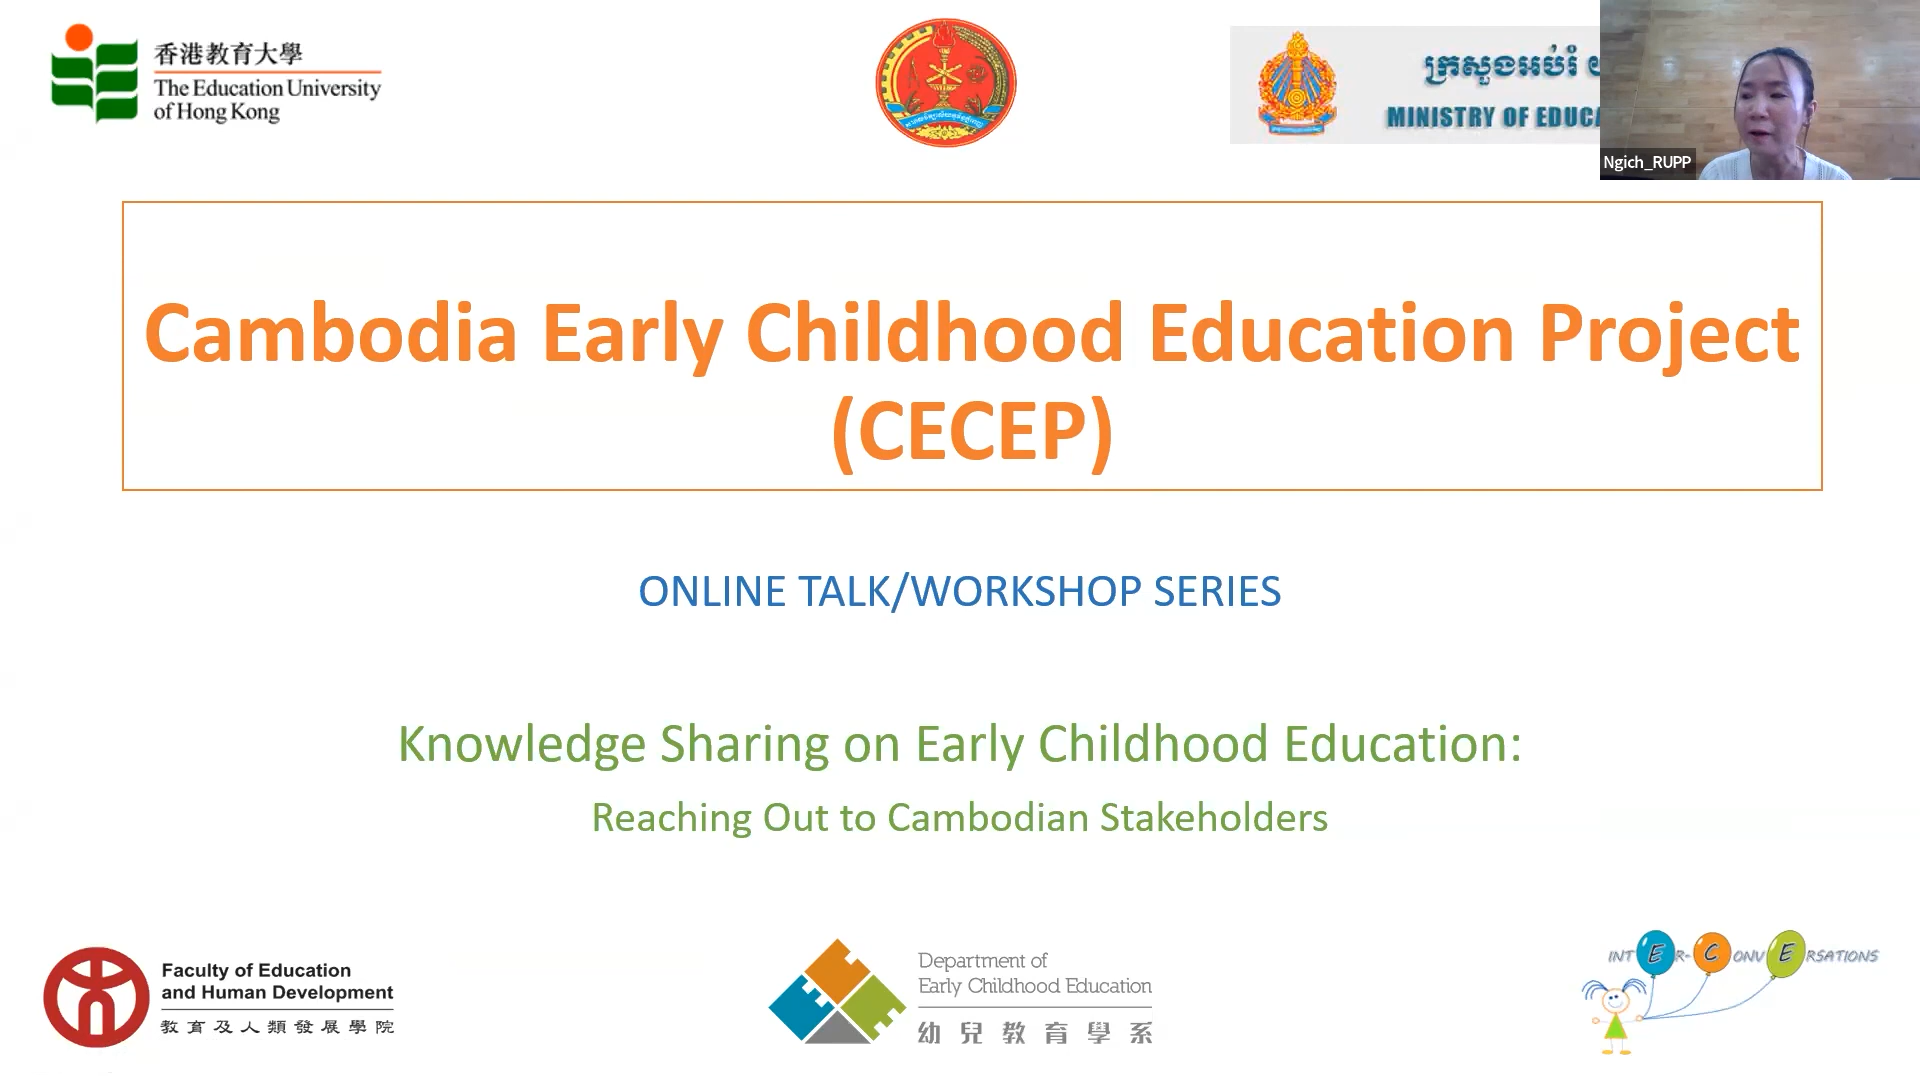 香港教育大學
The Education University
of Hong Kong
ក្រសួងអប់រំ
MINISTRY OF EDUCA
Ngich_RUPP
Cambodia Early Childhood Education Project
(CECEP)
ONLINE TALK/WORKSHOP SERIES
Knowledge Sharing on Early Childhood Education:
Reaching Out to Cambodian Stakeholders
Faculty of Education
and Human Development
教育及人類發展學院
Department of
Early Childhood Education
幼兒教育學系
INTER-CONVERSATIONS